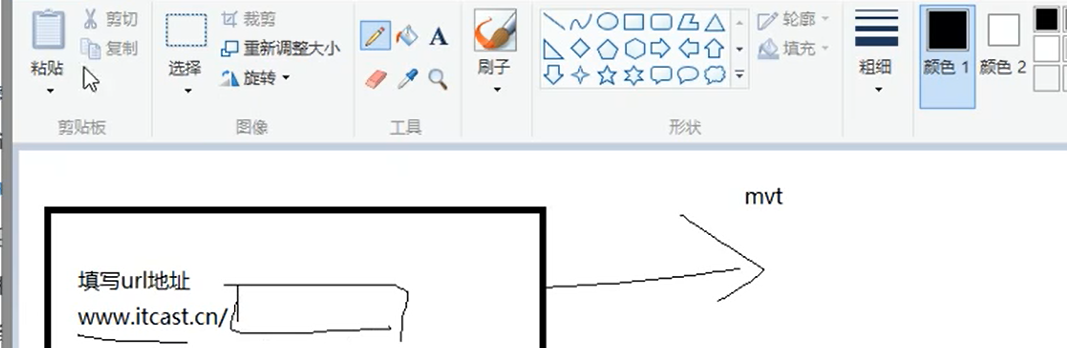 剪切
复制
粘贴
剪贴板
裁剪
重新调整大小
旋转
选择
图像
A
工具
刷子
轮廓
填充
形状
粗细
颜色 1
颜色 2
mvt
填写url地址
www.itcast.cn/